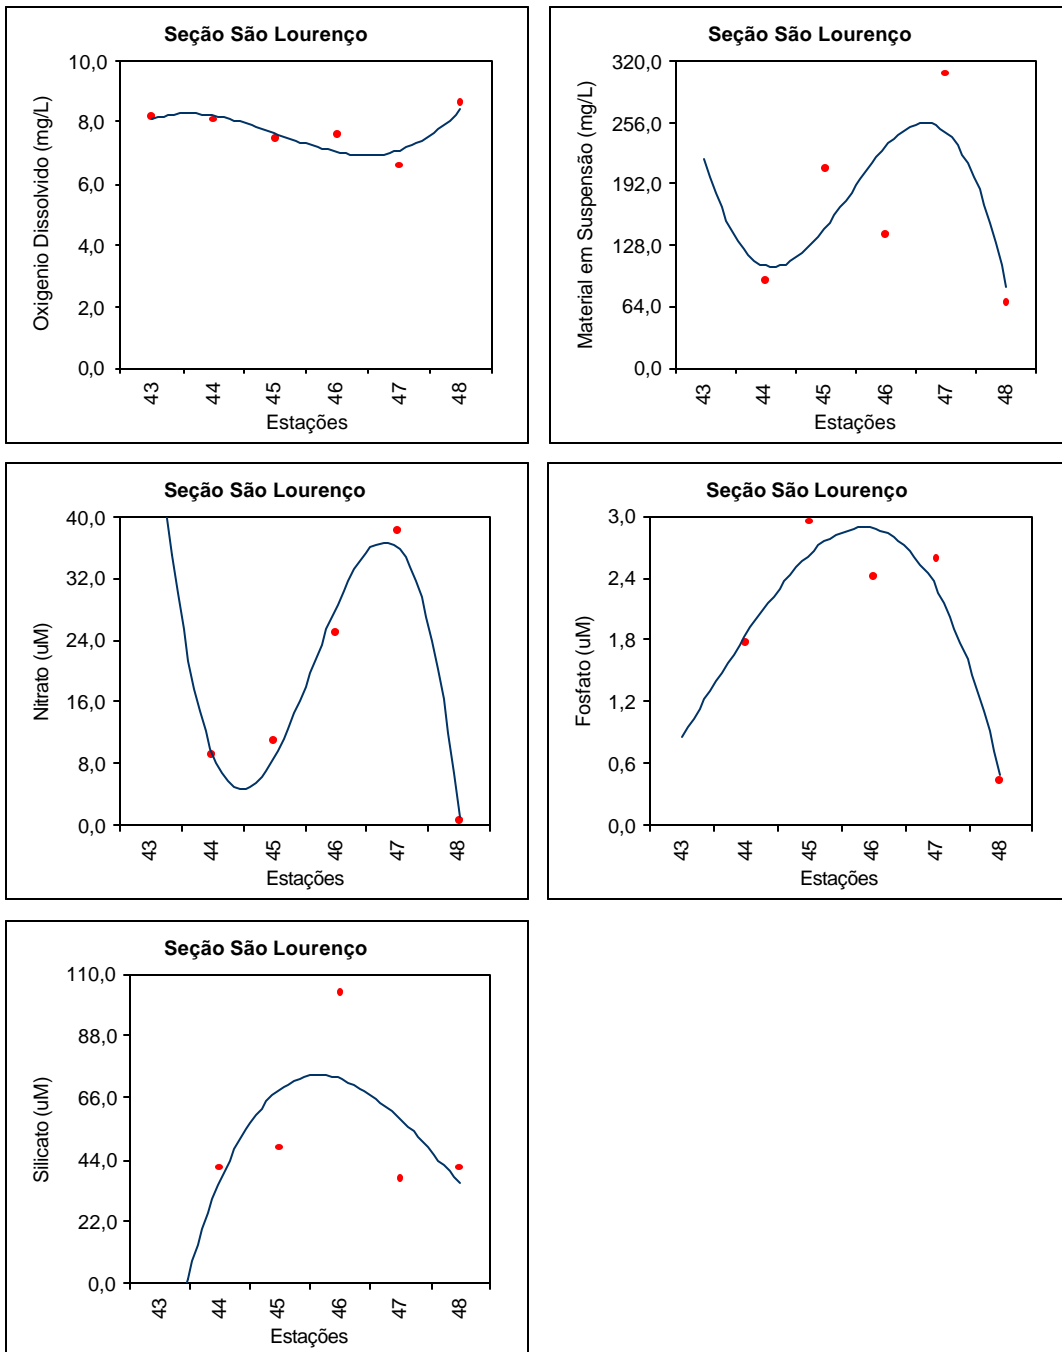 Seção São Lourenço
Oxigenio Dissolvido (mg/L)
10,0
8,0
6,0
4,0
2,0
0,0
43 44 45 46 47 48
Estações
Seção São Lourenço
Material em Suspensão (mg/L)
320,0
256,0
192,0
128,0
64,0
0,0
43 44 45 46 47 48
Estações
Seção São Lourenço
Nitrato (uM)
40,0
32,0
24,0
16,0
8,0
0,0
43 44 45 46 47 48
Estações
Seção São Lourenço
Fosfato (uM)
3,0
2,4
1,8
1,2
0,6
0,0
43 44 45 46 47 48
Estações
Seção São Lourenço
Silicato (uM)
110,0
88,0
66,0
44,0
22,0
0,0
43 44 45 46 47 48
Estações